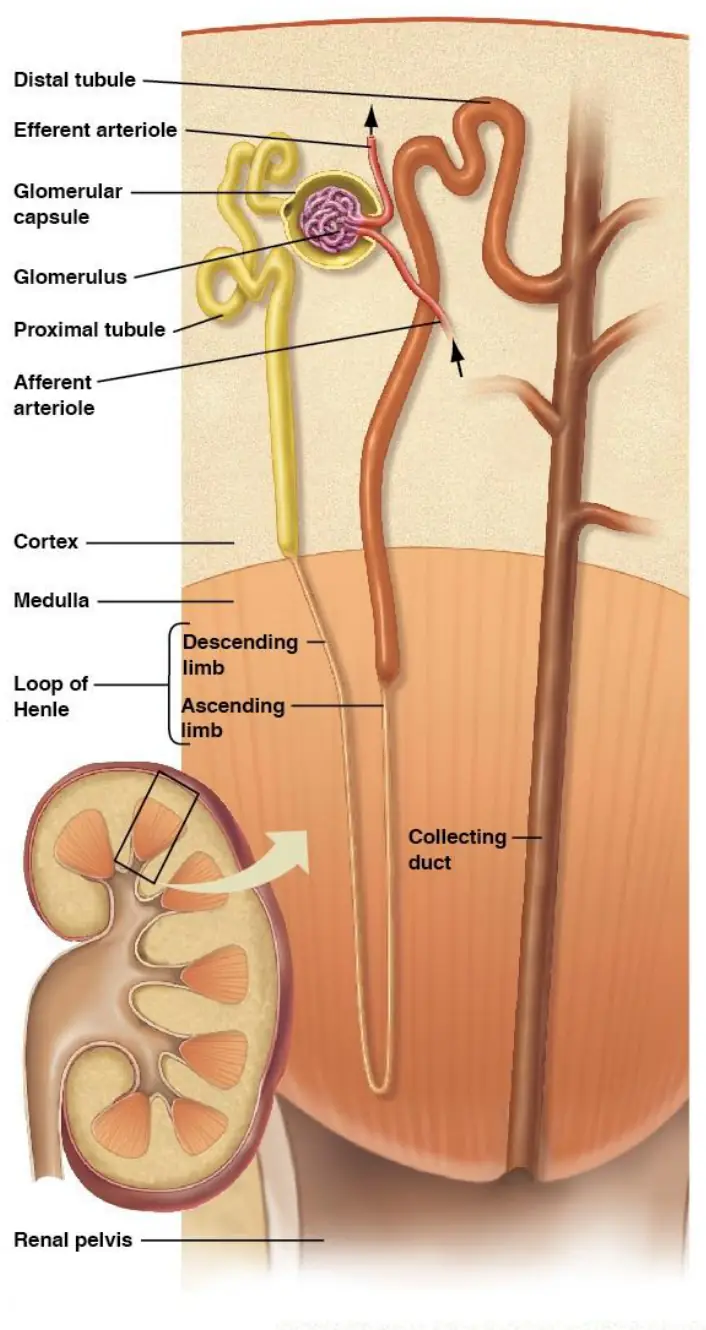 Distal tubule
Efferent arteriole
Glomerular
capsule
Glomerulus
Proximal tubule
Afferent
arteriole
Cortex
Medulla
Descending
limb
Loop of
Henle
Ascending
limb
Collecting
duct
Renal pelvis